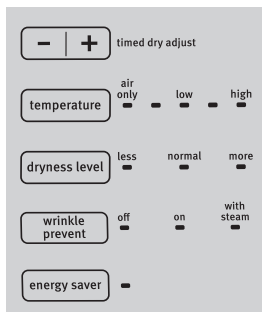 − | + timed dry adjust
air
only low high
temperature
less normal more
dryness level
with
off on steam
wrinkle
prevent
energy saver